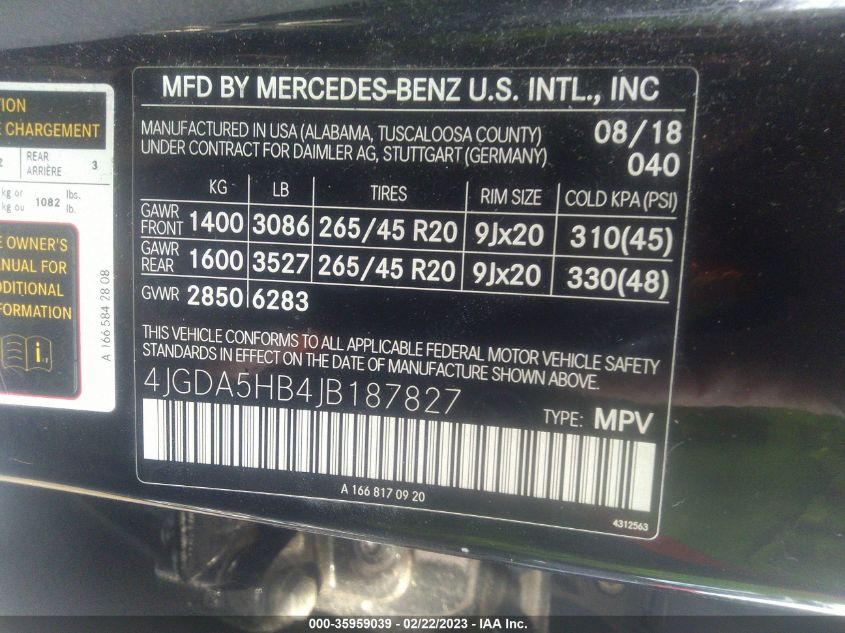 TION
E CHARGEMENT
2 REAR ARRIÈRE 3
kg or kg ou 1082 lbs. lb.
E OWNER'S
ANUAL FOR
DDITIONAL
FORMATION
i
A 166 584 28 08
MFD BY MERCEDES-BENZ U.S. INTL., INC
MANUFACTURED IN USA (ALABAMA, TUSCALOOSA COUNTY) 08/18
UNDER CONTRACT FOR DAIMLER AG, STUTTGART (GERMANY) 040
KG LB TIRES RIM SIZE COLD KPA (PSI)
GAWR FRONT 1400 3086 265/45 R20 9Jx20 310(45)
GAWR REAR 1600 3527 265/45 R20 9Jx20 330(48)
GVWR 2850 6283
THIS VEHICLE CONFORMS TO ALL APPLICABLE FEDERAL MOTOR VEHICLE SAFETY
STANDARDS IN EFFECT ON THE DATE OF MANUFACTURE SHOWN ABOVE.
4JGDA5HB4JB187827
TYPE: MPV
A 166 817 09 20
4312563
000-35959039 - 02/22/2023 - IAA Inc.